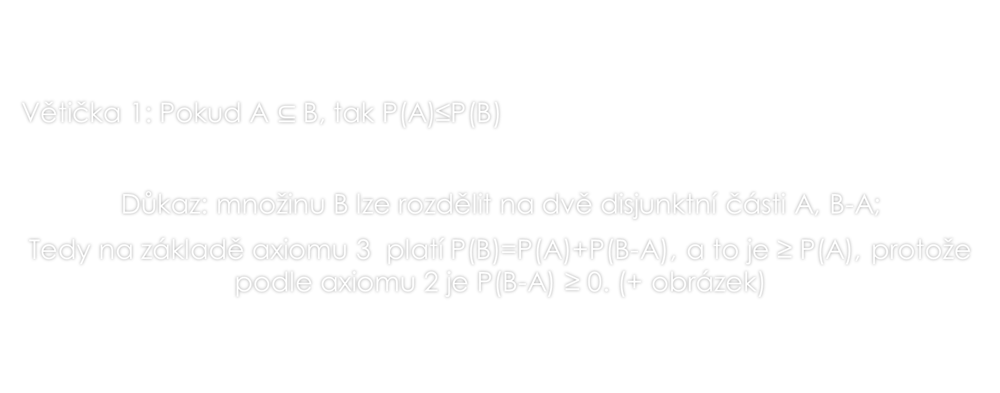 Větička 1: Pokud A ⊆ B, tak P(A)≤P(B)
Důkaz: množinu B lze rozdělit na dvě disjunktní části A, B-A;
Tedy na základě axiomu 3  platí P(B)=P(A)+P(B-A), a to je ≥ P(A), protože
podle axiomu 2 je P(B-A) ≥ 0. (+ obrázek)